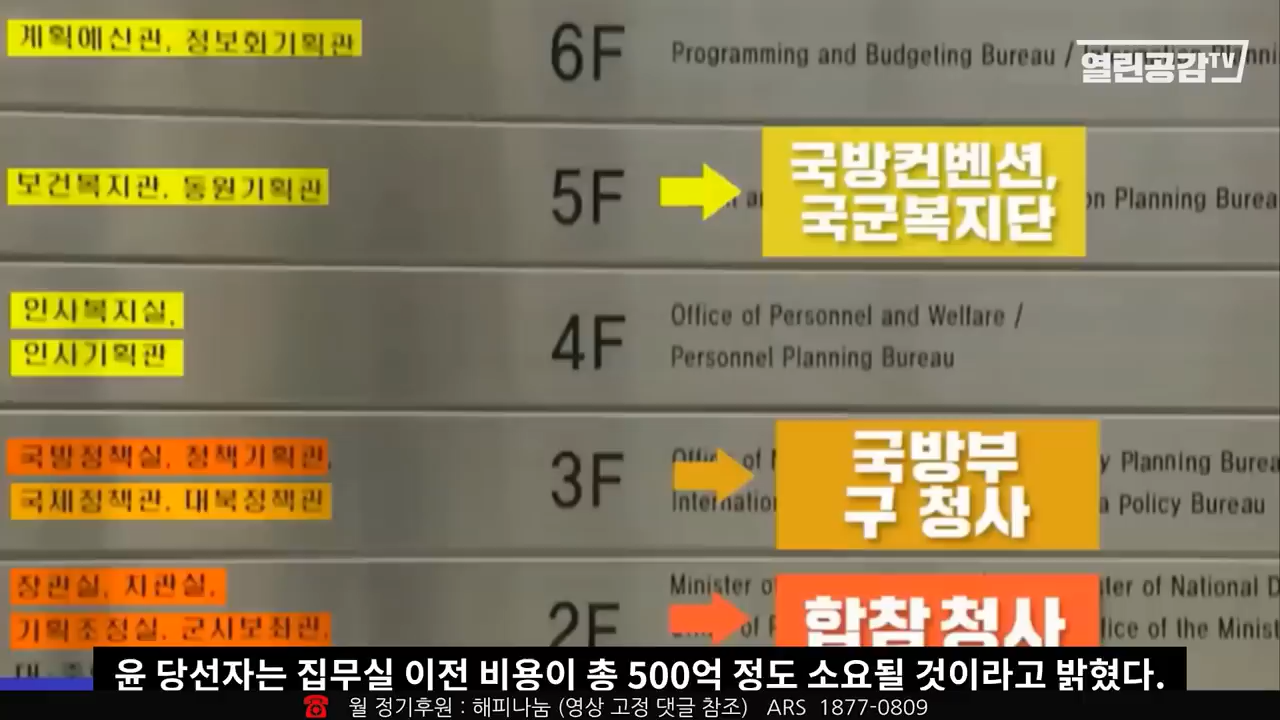 계획예산관, 정보화기획관
6F
Programming and Budgeting Bureau /
열린공감TV
보건복지관, 동원기획관
5F
국방컨벤션,
국군복지단
on Planning Burea
인사복지실,
인사기획관
4F
Office of Personnel and Welfare /
Personnel Planning Bureau
국방정책실, 정책기획관,
국제정책관, 대북정책관
3F
국방부
구 청사
y Planning Burea
Internation
a Policy Bureau
장관실, 차관실,
기획조정실, 군사보좌관,
2F
Minister o
ter of National D
합참 청사
fice of the Minist
윤 당선자는 집무실 이전 비용이 총 500억 정도 소요될 것이라고 밝혔다.
월 정기후원 : 해피나눔 (영상 고정 댓글 참조) ARS 1877-0809